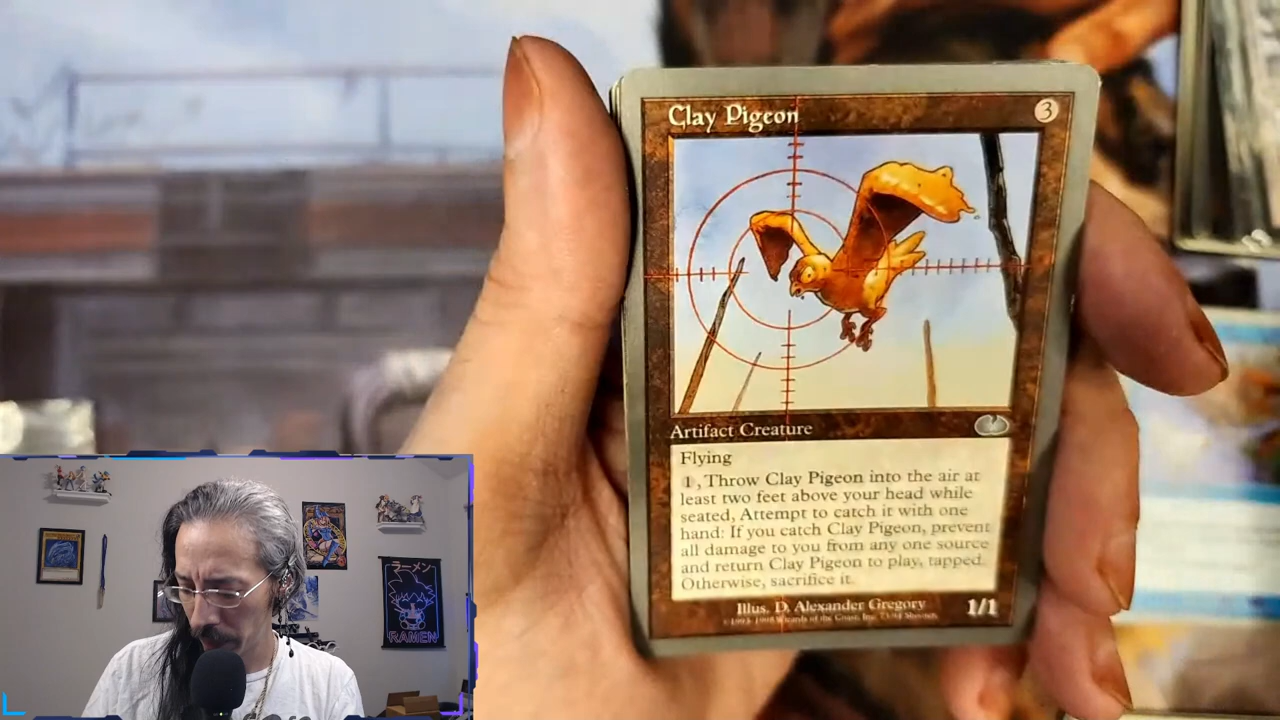 Clay Pigeon 3
Artifact Creature
Flying
1, Throw Clay Pigeon into the air at
least two feet above your head while
seated, Attempt to catch it with one
hand: If you catch Clay Pigeon, prevent
all damage to you from any one source
and return Clay Pigeon to play, tapped.
Otherwise, sacrifice it.
Illus. D. Alexander Gregory
1/1
ラーメン
RAMEN